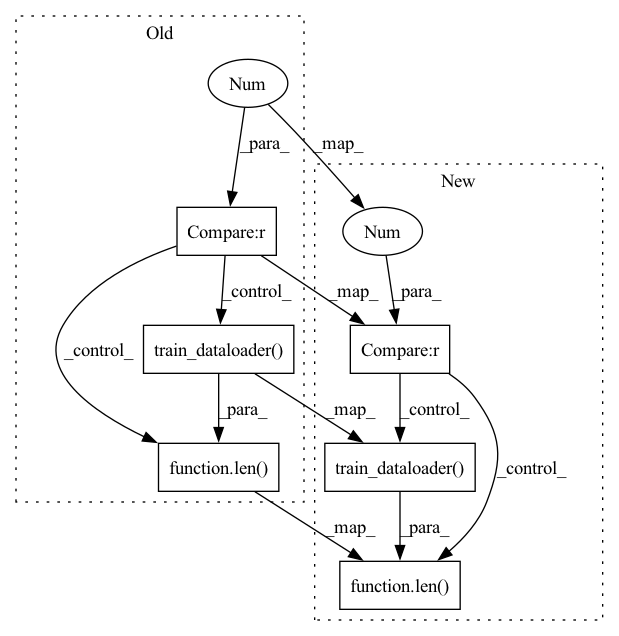 Old
Num
_para_
_map_
New
Compare:r
Num
_control_
_map_
_para_
_control_
train_dataloader()
Compare:r
_para_
_map_
_control_
_control_
function.len()
train_dataloader()
_map_
_para_
function.len()